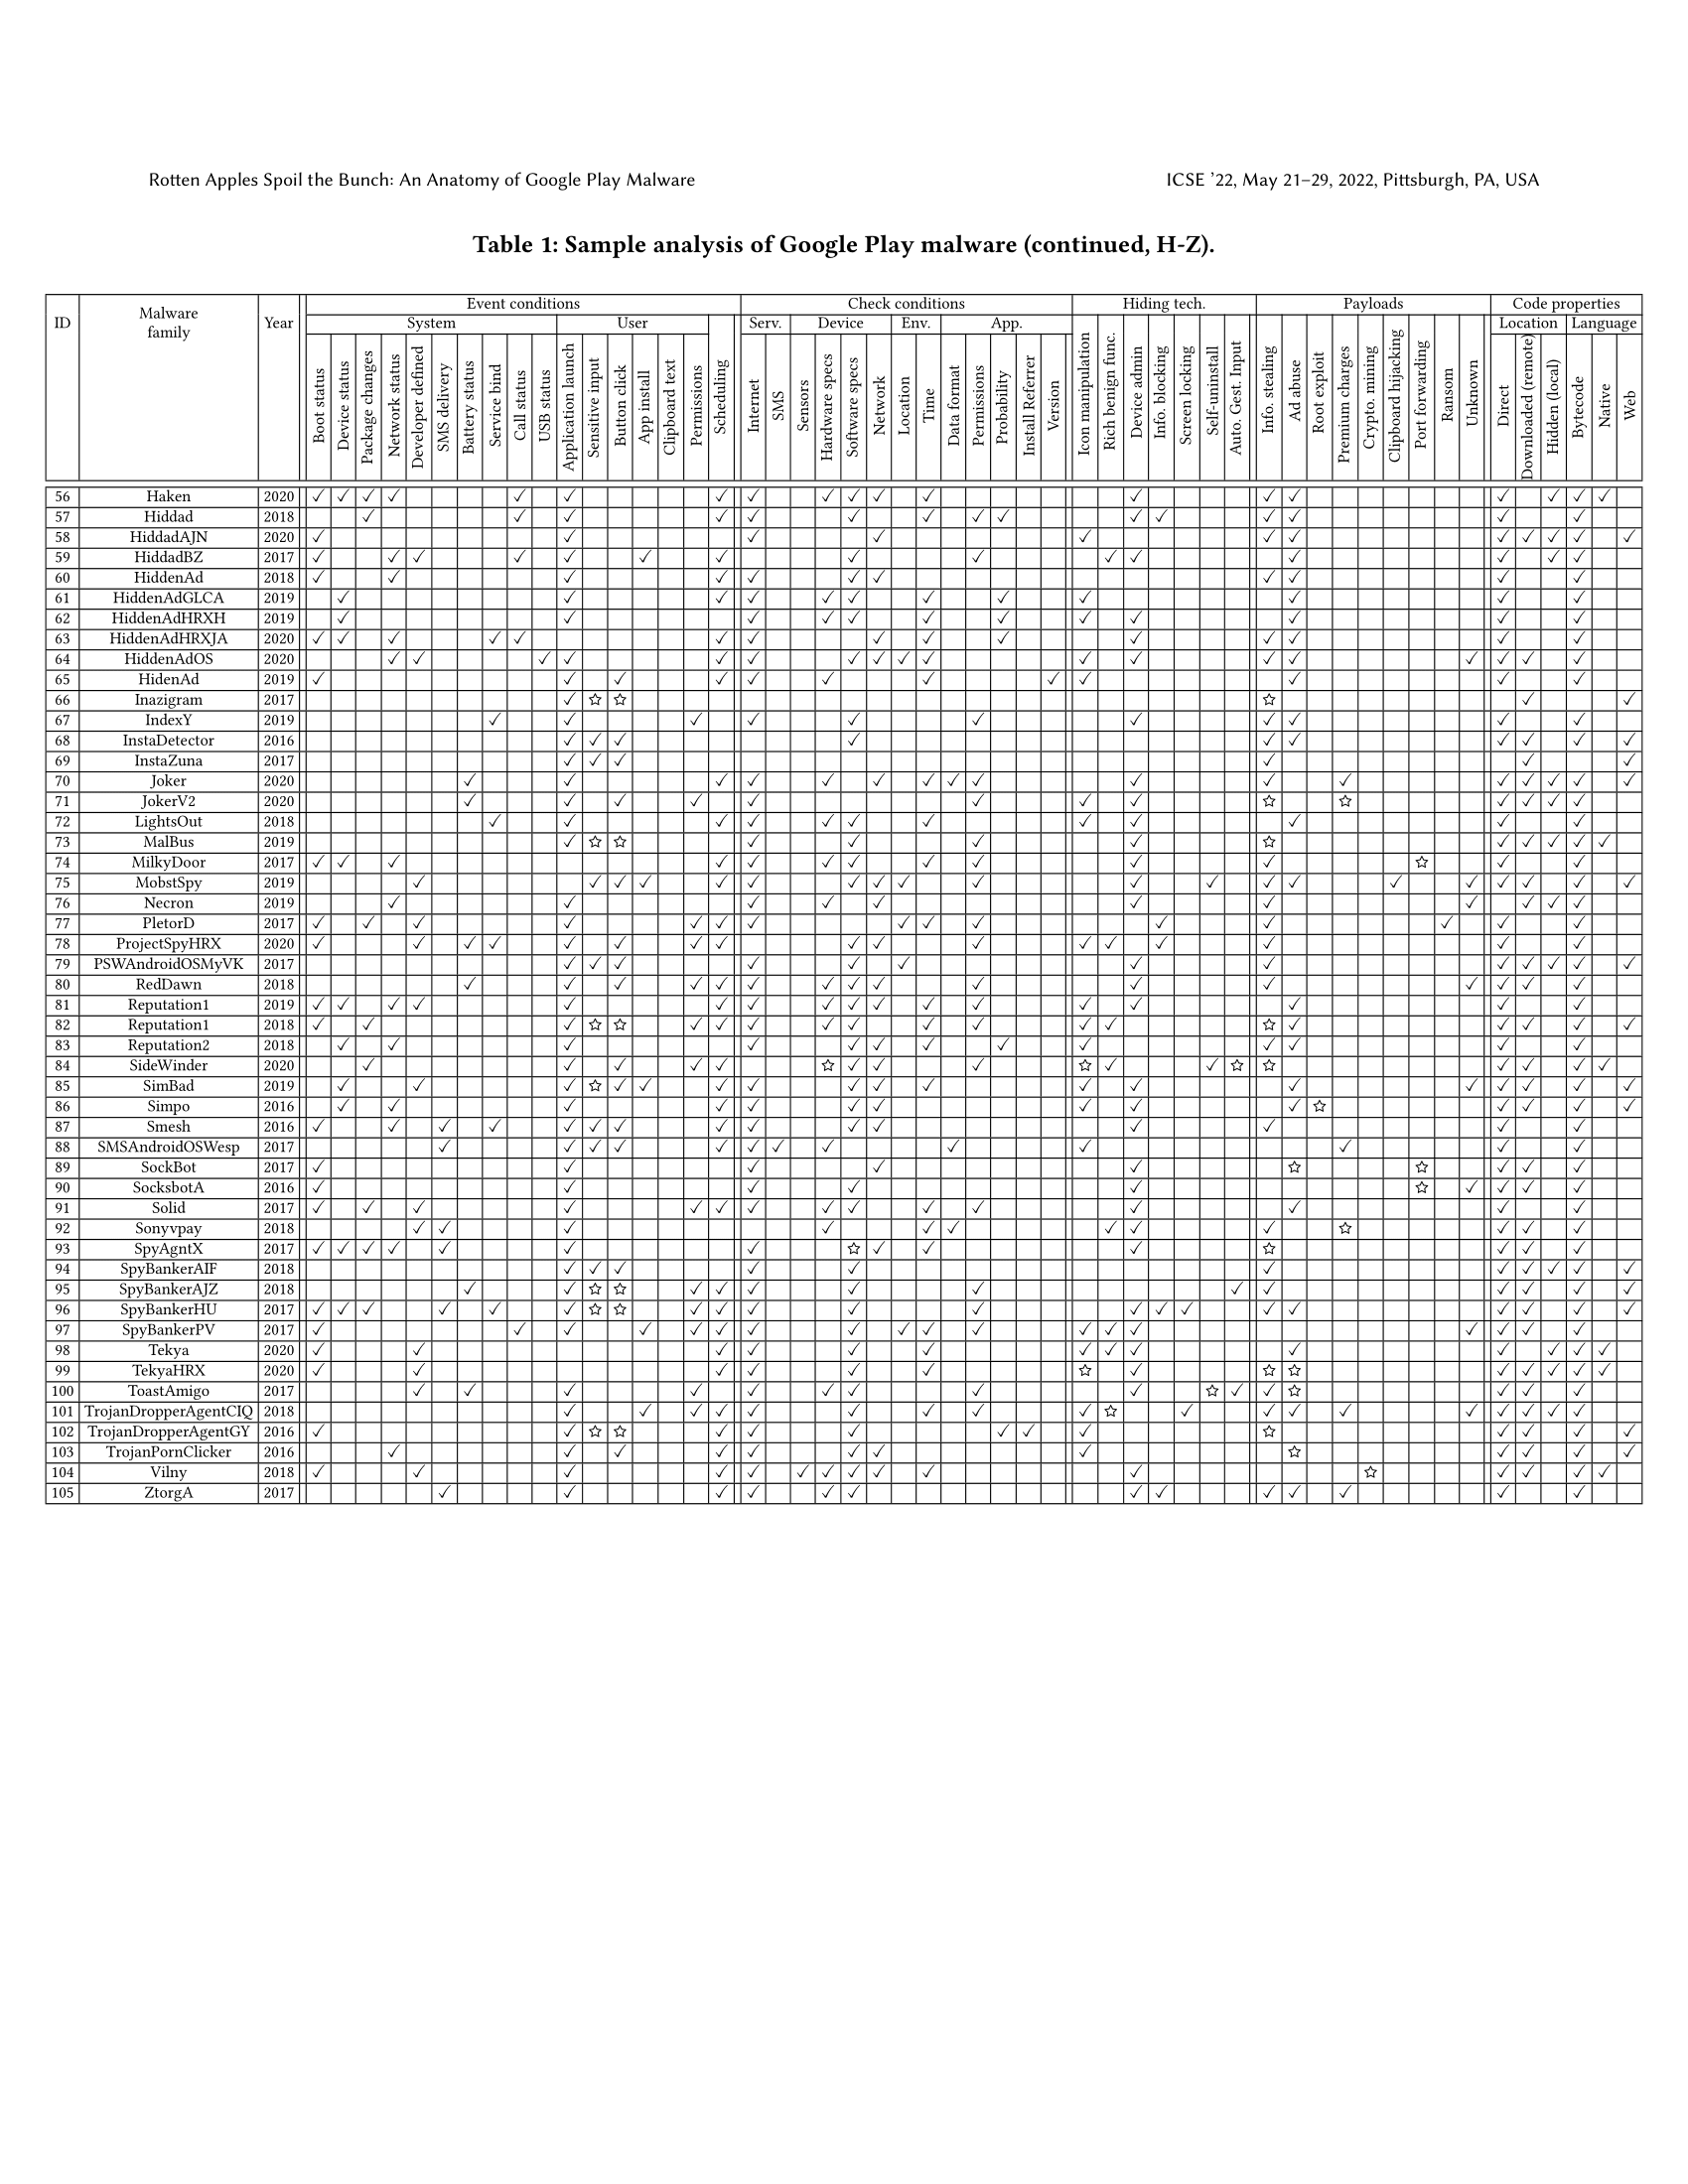 Rotten Apples Spoil the Bunch: An Anatomy of Google Play Malware
ICSE ’22, May 21–29, 2022, Pittsburgh, PA, USA
Table 1: Sample analysis of Google Play malware (continued, H-Z).
ID Malware family Year Event conditions Check conditions Hiding tech. Payloads Code properties
System User Serv. Device Env. App. Location Language
Boot status
Device status
Package changes
Network status
Developer defined
SMS delivery
Battery status
Service bind
Call status
USB status
Application launch
Sensitive input
Button click
App install
Clipboard text
Permissions
Scheduling
Internet
SMS
Sensors
Hardware specs
Software specs
Network
Location
Time
Data format
Permissions
Probability
Install Referrer
Version
Icon manipulation
Rich benign func.
Device admin
Info. blocking
Screen locking
Self-uninstall
Auto. Gest. Input
Info. stealing
Ad abuse
Root exploit
Premium charges
Crypto. mining
Clipboard hijacking
Port forwarding
Ransom
Unknown
Direct
Downloaded (remote)
Hidden (local)
Bytecode
Native
Web
56 Haken 2020 ✓ ✓ ✓ ✓ ✓ ✓ ✓ ✓ ✓ ✓ ✓ ✓ ✓ ✓ ✓ ✓ ✓ ✓ ✓
57 Hiddad 2018 ✓ ✓ ✓ ✓ ✓ ✓ ✓ ✓ ✓ ✓ ✓ ✓ ✓ ✓ ✓
58 HiddadAJN 2020 ✓ ✓ ✓ ✓ ✓ ✓ ✓ ✓ ✓ ✓ ✓ ✓
59 HiddadBZ 2017 ✓ ✓ ✓ ✓ ✓ ✓ ✓ ✓ ✓ ✓ ✓ ✓ ✓ ✓ ✓
60 HiddenAd 2018 ✓ ✓ ✓ ✓ ✓ ✓ ✓ ✓ ✓ ✓ ✓
61 HiddenAdGLCA 2019 ✓ ✓ ✓ ✓ ✓ ✓ ✓ ✓ ✓ ✓ ✓ ✓
62 HiddenAdHRXH 2019 ✓ ✓ ✓ ✓ ✓ ✓ ✓ ✓ ✓ ✓ ✓ ✓
63 HiddenAdHRXJA 2020 ✓ ✓ ✓ ✓ ✓ ✓ ✓ ✓ ✓ ✓ ✓ ✓ ✓ ✓ ✓
64 HiddenAdOS 2020 ✓ ✓ ✓ ✓ ✓ ✓ ✓ ✓ ✓ ✓ ✓ ✓ ✓ ✓ ✓ ✓ ✓ ✓
65 HidenAd 2019 ✓ ✓ ✓ ✓ ✓ ✓ ✓ ✓ ✓ ✓ ✓ ✓
66 Inazigram 2017 ✓ ☆ ☆ ☆ ✓ ✓
67 IndexY 2019 ✓ ✓ ✓ ✓ ✓ ✓ ✓ ✓ ✓ ✓ ✓
68 InstaDetector 2016 ✓ ✓ ✓ ✓ ✓ ✓ ✓ ✓ ✓ ✓
69 InstaZuna 2017 ✓ ✓ ✓ ✓ ✓ ✓
70 Joker 2020 ✓ ✓ ✓ ✓ ✓ ✓ ✓ ✓ ✓ ✓ ✓ ✓ ✓ ✓ ✓ ✓ ✓
71 JokerV2 2020 ✓ ✓ ✓ ✓ ✓ ✓ ✓ ✓ ☆ ☆ ✓ ✓ ✓ ✓
72 LightsOut 2018 ✓ ✓ ✓ ✓ ✓ ✓ ✓ ✓ ✓ ✓ ✓ ✓
73 MalBus 2019 ✓ ☆ ☆ ✓ ✓ ✓ ✓ ☆ ✓ ✓ ✓ ✓ ✓
74 MilkyDoor 2017 ✓ ✓ ✓ ✓ ✓ ✓ ✓ ✓ ✓ ✓ ✓ ☆ ✓ ✓
75 MobstSpy 2019 ✓ ✓ ✓ ✓ ✓ ✓ ✓ ✓ ✓ ✓ ✓ ✓ ✓ ✓ ✓ ✓ ✓ ✓ ✓ ✓
76 Necron 2019 ✓ ✓ ✓ ✓ ✓ ✓ ✓ ✓ ✓ ✓ ✓
77 PletorD 2017 ✓ ✓ ✓ ✓ ✓ ✓ ✓ ✓ ✓ ✓ ✓ ✓ ✓ ✓ ✓
78 ProjectSpyHRX 2020 ✓ ✓ ✓ ✓ ✓ ✓ ✓ ✓ ✓ ✓ ✓ ✓ ✓ ✓ ✓ ✓ ✓
79 PSWAndroidOSMyVK 2017 ✓ ✓ ✓ ✓ ✓ ✓ ✓ ✓ ✓ ✓ ✓ ✓ ✓
80 RedDawn 2018 ✓ ✓ ✓ ✓ ✓ ✓ ✓ ✓ ✓ ✓ ✓ ✓ ✓ ✓ ✓ ✓
81 Reputation1 2019 ✓ ✓ ✓ ✓ ✓ ✓ ✓ ✓ ✓ ✓ ✓ ✓ ✓ ✓ ✓ ✓
82 Reputation1 2018 ✓ ✓ ✓ ☆ ☆ ✓ ✓ ✓ ✓ ✓ ✓ ✓ ✓ ✓ ☆ ✓ ✓ ✓ ✓ ✓
83 Reputation2 2018 ✓ ✓ ✓ ✓ ✓ ✓ ✓ ✓ ✓ ✓ ✓ ✓ ✓
84 SideWinder 2020 ✓ ✓ ✓ ✓ ✓ ☆ ✓ ✓ ✓ ☆ ✓ ✓ ☆ ☆ ✓ ✓ ✓ ✓
85 SimBad 2019 ✓ ✓ ✓ ☆ ✓ ✓ ✓ ✓ ✓ ✓ ✓ ✓ ✓ ✓ ✓ ✓ ✓ ✓ ✓
86 Simpo 2016 ✓ ✓ ✓ ✓ ✓ ✓ ✓ ✓ ✓ ✓ ☆ ✓ ✓ ✓ ✓
87 Smesh 2016 ✓ ✓ ✓ ✓ ✓ ✓ ✓ ✓ ✓ ✓ ✓ ✓ ✓ ✓ ✓
88 SMSAndroidOSWesp 2017 ✓ ✓ ✓ ✓ ✓ ✓ ✓ ✓ ✓ ✓ ✓ ✓ ✓
89 SockBot 2017 ✓ ✓ ✓ ✓ ✓ ☆ ☆ ✓ ✓ ✓
90 SocksbotA 2016 ✓ ✓ ✓ ✓ ✓ ☆ ✓ ✓ ✓ ✓
91 Solid 2017 ✓ ✓ ✓ ✓ ✓ ✓ ✓ ✓ ✓ ✓ ✓ ✓ ✓ ✓ ✓
92 Sonyvpay 2018 ✓ ✓ ✓ ✓ ✓ ✓ ✓ ✓ ✓ ☆ ✓ ✓ ✓
93 SpyAgntX 2017 ✓ ✓ ✓ ✓ ✓ ✓ ✓ ☆ ✓ ✓ ✓ ☆ ✓ ✓ ✓
94 SpyBankerAIF 2018 ✓ ✓ ✓ ✓ ✓ ✓ ✓ ✓ ✓ ✓ ✓
95 SpyBankerAJZ 2018 ✓ ✓ ☆ ☆ ✓ ✓ ✓ ✓ ✓ ✓ ✓ ✓ ✓ ✓ ✓
96 SpyBankerHU 2017 ✓ ✓ ✓ ✓ ✓ ✓ ☆ ☆ ✓ ✓ ✓ ✓ ✓ ✓ ✓ ✓ ✓ ✓ ✓ ✓ ✓ ✓
97 SpyBankerPV 2017 ✓ ✓ ✓ ✓ ✓ ✓ ✓ ✓ ✓ ✓ ✓ ✓ ✓ ✓ ✓ ✓ ✓ ✓
98 Tekya 2020 ✓ ✓ ✓ ✓ ✓ ✓ ✓ ✓ ✓ ✓ ✓ ✓ ✓ ✓
99 TekyaHRX 2020 ✓ ✓ ✓ ✓ ✓ ✓ ☆ ✓ ☆ ☆ ✓ ✓ ✓ ✓ ✓
100 ToastAmigo 2017 ✓ ✓ ✓ ✓ ✓ ✓ ✓ ✓ ✓ ☆ ✓ ✓ ☆ ✓ ✓ ✓
101 TrojanDropperAgentCIQ 2018 ✓ ✓ ✓ ✓ ✓ ✓ ✓ ✓ ✓ ☆ ✓ ✓ ✓ ✓ ✓ ✓ ✓ ✓ ✓
102 TrojanDropperAgentGY 2016 ✓ ✓ ☆ ☆ ✓ ✓ ✓ ✓ ✓ ✓ ☆ ✓ ✓ ✓ ✓
103 TrojanPornClicker 2016 ✓ ✓ ✓ ✓ ✓ ✓ ✓ ✓ ☆ ✓ ✓ ✓ ✓
104 Vilny 2018 ✓ ✓ ✓ ✓ ✓ ✓ ✓ ✓ ✓ ✓ ✓ ☆ ✓ ✓ ✓ ✓
105 ZtorgA 2017 ✓ ✓ ✓ ✓ ✓ ✓ ✓ ✓ ✓ ✓ ✓ ✓ ✓